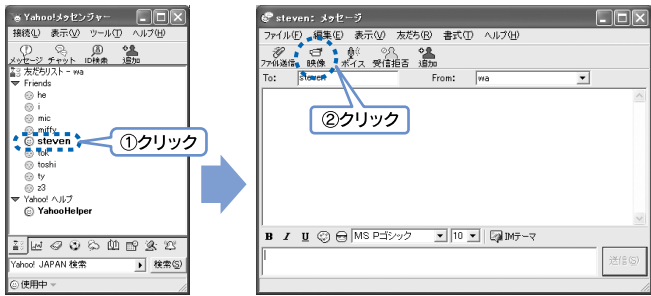 Yahoo!メッセンジャー
接続(L) 表示(V) ツール(T) ヘルプ(H)
メッセージ チャット ID検索 追加
友だちリスト - wa
Friends
he
i
mic
miffy
steven
tok
toshi
ty
z3
Yahoo! ヘルプ
YahooHelper
Yahoo! JAPAN 検索 検索(S)
使用中
①クリック
steven: メッセージ
ファイル(F) 編集(E) 表示(V) 友だち(R) 書式(T) ヘルプ(H)
ファイル送信 映像 ボイス 受信拒否 追加
To: steven From: wa
②クリック
B I U MS Pゴシック 10 IMテーマ
送信(S)